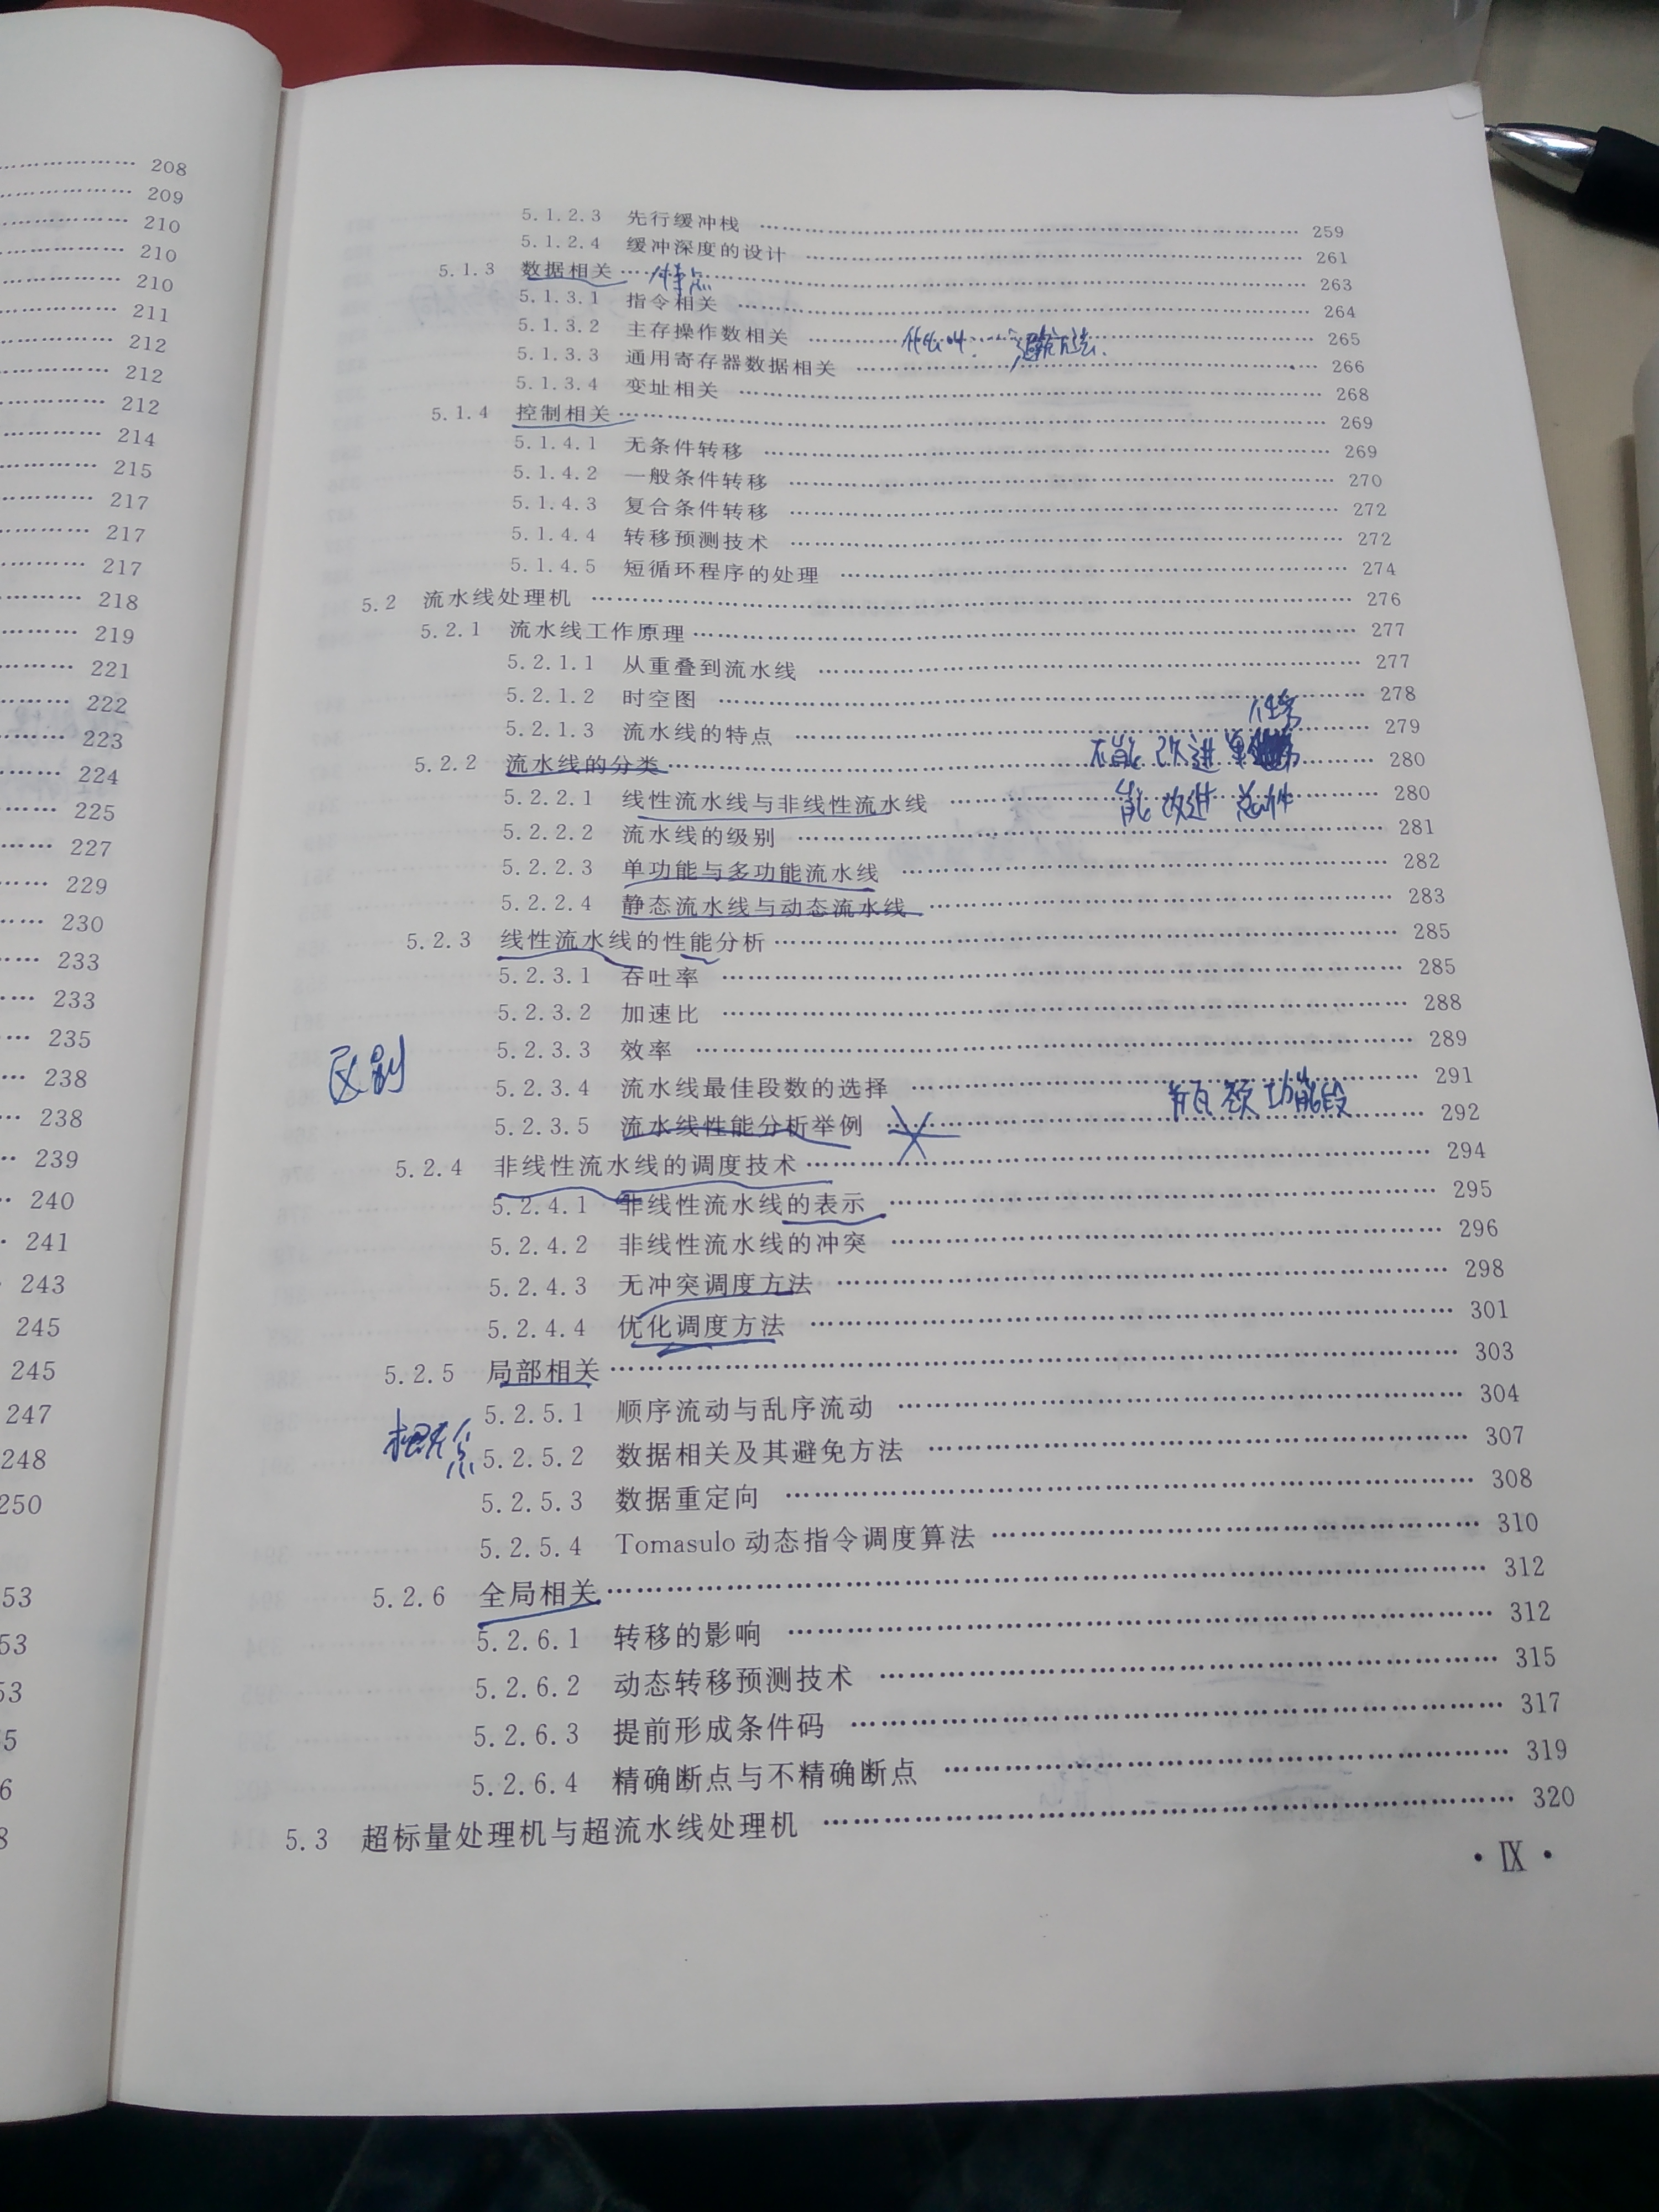 208
209
210
210
210
211
212
212
212
214
215
217
217
217
218
219
221
222
223
224
225
227
229
230
233
233
235
238
238
239
240
241
243
245
245
247
248
250
53
53
53
5
6
8
5.1.2.3 先行缓冲栈 …… 259
5.1.2.4 缓冲深度的设计 …… 261
5.1.3 数据相关 …… 263
特点
5.1.3.1 指令相关 …… 264
5.1.3.2 主存操作数相关 …… 265
什么叫 避免方法.
5.1.3.3 通用寄存器数据相关 …… 266
5.1.3.4 变址相关 …… 268
5.1.4 控制相关 …… 269
5.1.4.1 无条件转移 …… 269
5.1.4.2 一般条件转移 …… 270
5.1.4.3 复合条件转移 …… 272
5.1.4.4 转移预测技术 …… 272
5.1.4.5 短循环程序的处理 …… 274
5.2 流水线处理机 …… 276
5.2.1 流水线工作原理 …… 277
5.2.1.1 从重叠到流水线 …… 277
5.2.1.2 时空图 …… 278
5.2.1.3 流水线的特点 …… 279
任务
不能改进单
5.2.2 流水线的分类 …… 280
5.2.2.1 线性流水线与非线性流水线 …… 280
能改进总
5.2.2.2 流水线的级别 …… 281
5.2.2.3 单功能与多功能流水线 …… 282
5.2.2.4 静态流水线与动态流水线 …… 283
5.2.3 线性流水线的性能分析 …… 285
5.2.3.1 吞吐率 …… 285
5.2.3.2 加速比 …… 288
5.2.3.3 效率 …… 289
区别
5.2.3.4 流水线最佳段数的选择 …… 291
有瓶颈功能段
5.2.3.5 流水线性能分析举例 …… 292
5.2.4 非线性流水线的调度技术 …… 294
5.2.4.1 非线性流水线的表示 …… 295
5.2.4.2 非线性流水线的冲突 …… 296
5.2.4.3 无冲突调度方法 …… 298
5.2.4.4 优化调度方法 …… 301
5.2.5 局部相关 …… 303
5.2.5.1 顺序流动与乱序流动 …… 304
概念
5.2.5.2 数据相关及其避免方法 …… 307
5.2.5.3 数据重定向 …… 308
5.2.5.4 Tomasulo 动态指令调度算法 …… 310
5.2.6 全局相关 …… 312
5.2.6.1 转移的影响 …… 312
5.2.6.2 动态转移预测技术 …… 315
5.2.6.3 提前形成条件码 …… 317
5.2.6.4 精确断点与不精确断点 …… 319
5.3 超标量处理机与超流水线处理机 …… 320
· Ⅸ ·